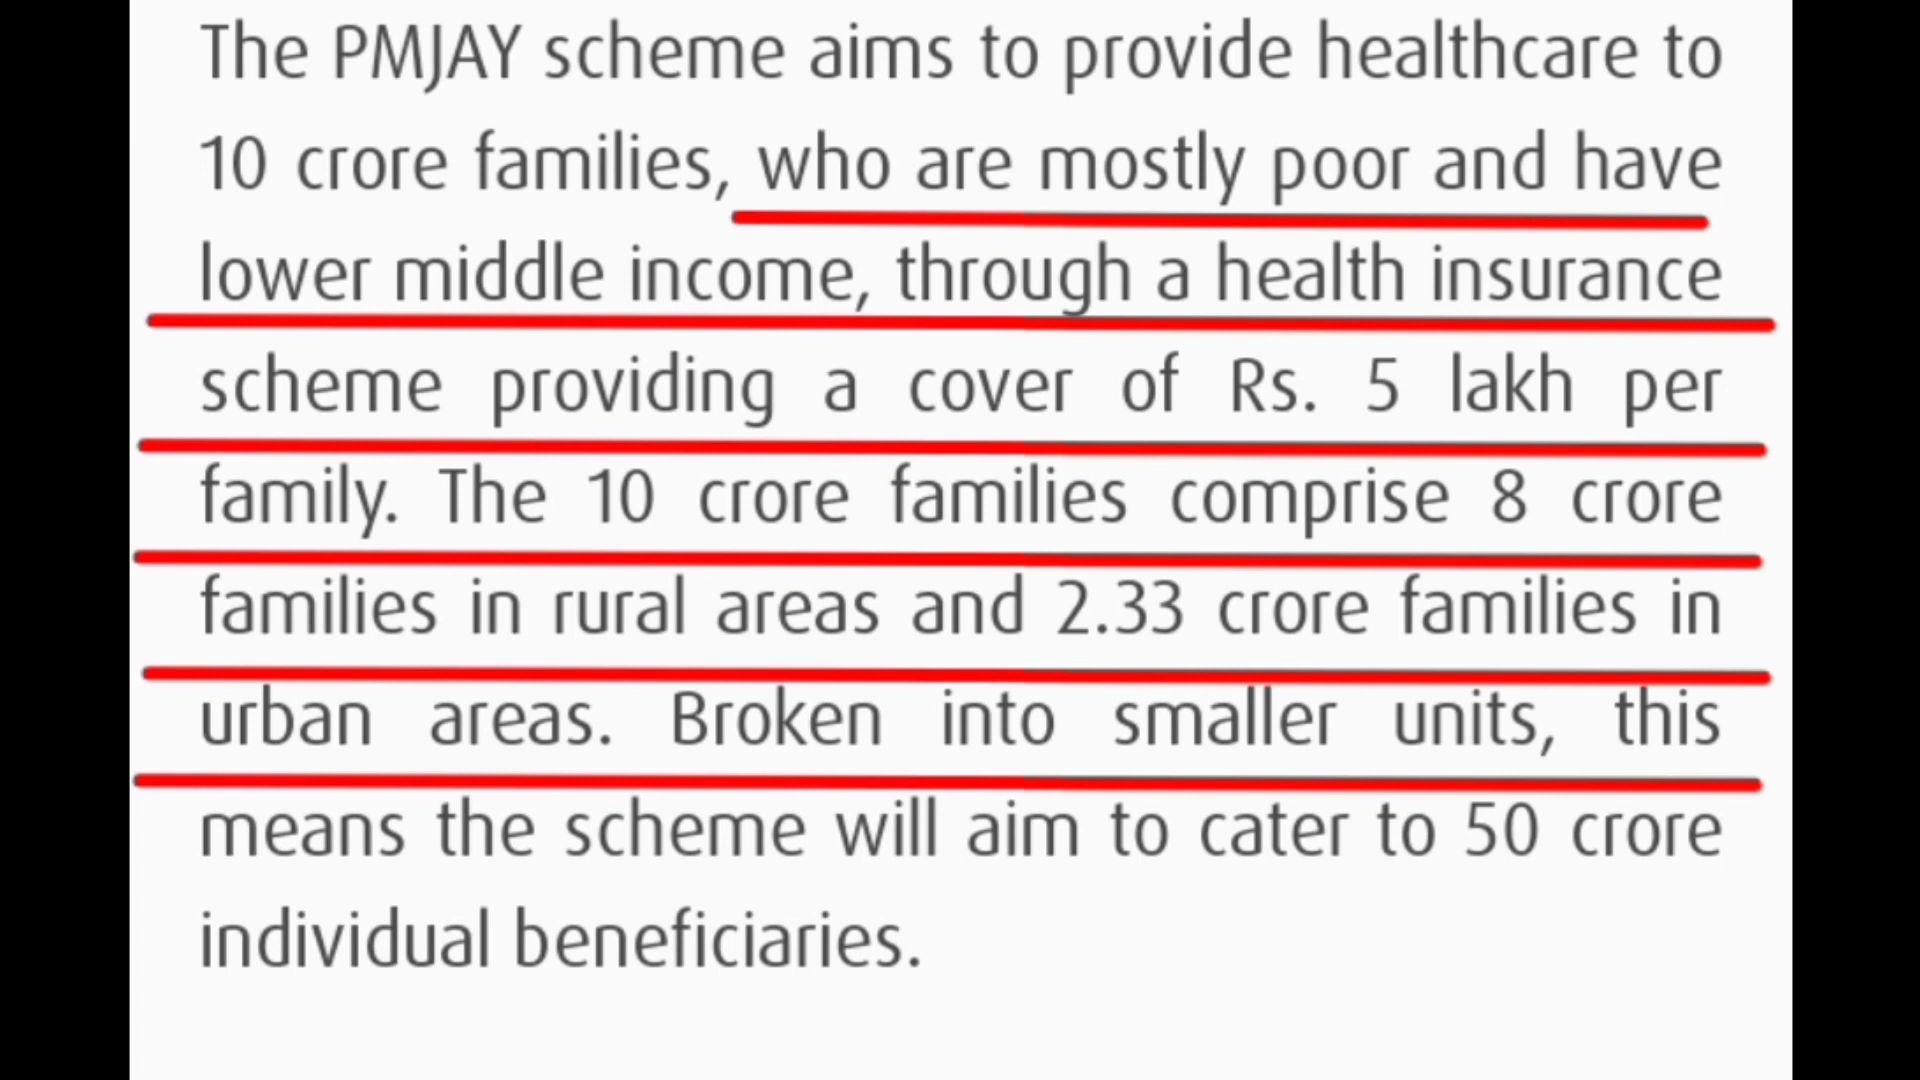 The PMJAY scheme aims to provide healthcare to
10 crore families, who are mostly poor and have
lower middle income, through a health insurance
scheme providing a cover of Rs. 5 lakh per
family. The 10 crore families comprise 8 crore
families in rural areas and 2.33 crore families in
urban areas. Broken into smaller units, this
means the scheme will aim to cater to 50 crore
individual beneficiaries.